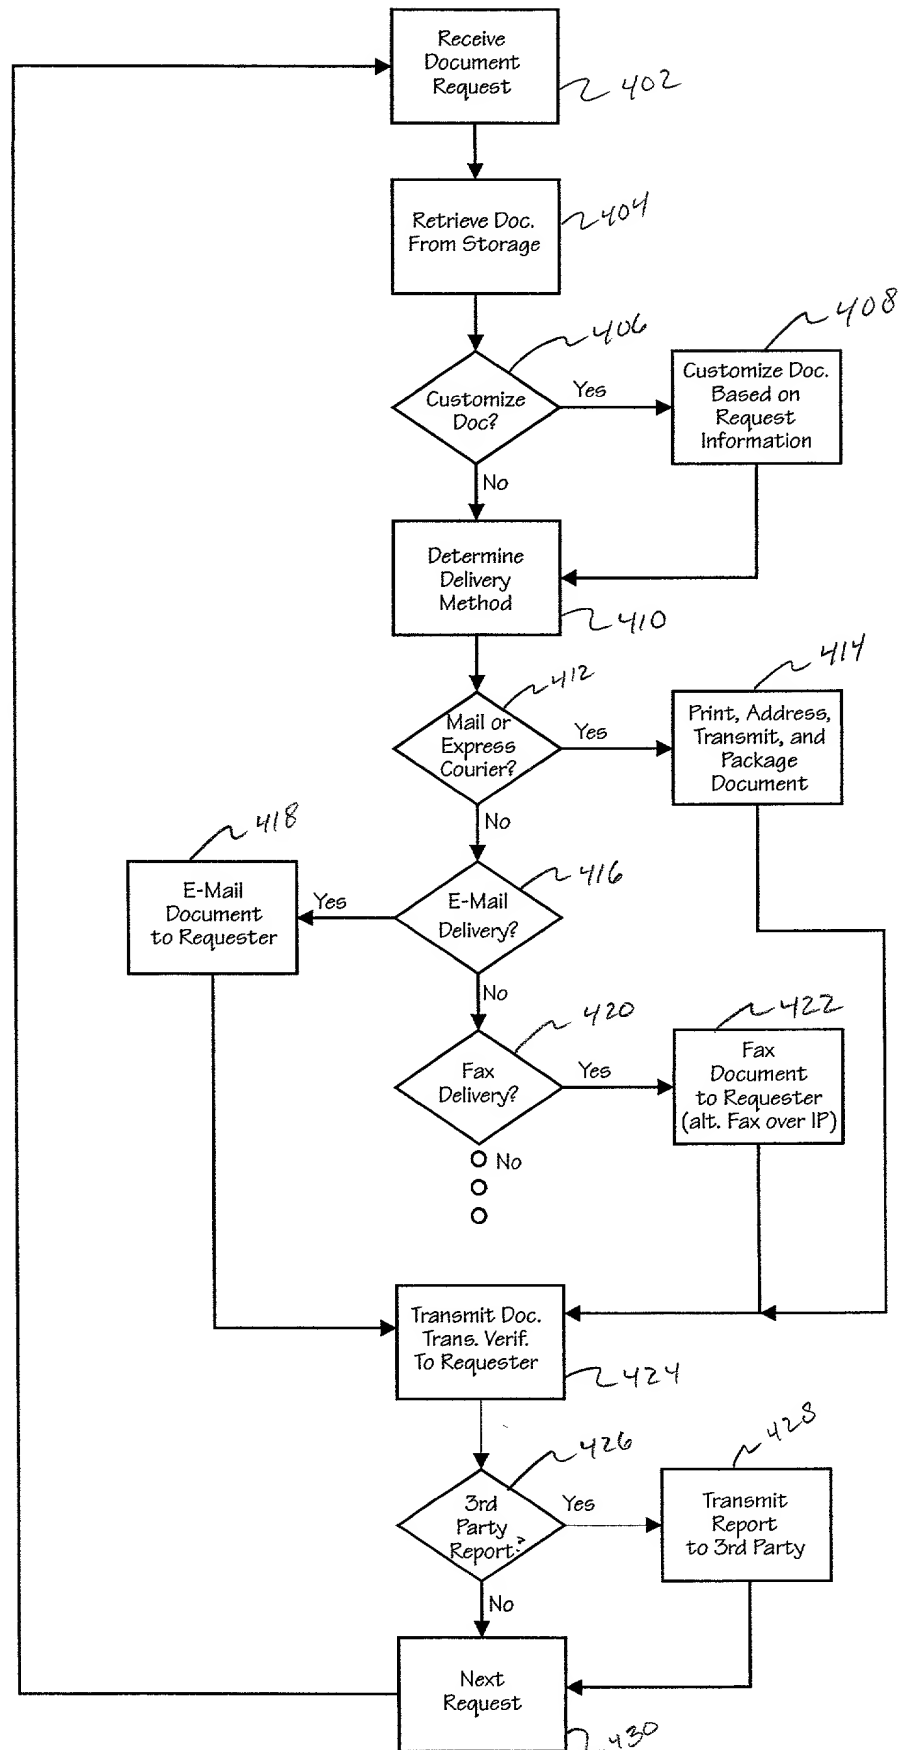 Receive
Document
Request
402
Retrieve Doc.
From Storage
404
406
Customize
Doc?
Yes
408
Customize Doc.
Based on
Request
Information
No
Determine
Delivery
Method
410
412
Mail or
Express
Courier?
Yes
414
Print, Address,
Transmit, and
Package
Document
No
418
E-Mail
Document
to Requester
Yes
416
E-Mail
Delivery?
No
420
Fax
Delivery?
Yes
422
Fax
Document
to Requester
(alt. Fax over IP)
No
Transmit Doc.
Trans. Verif.
To Requester
424
426
3rd
Party
Report?
Yes
428
Transmit
Report
to 3rd Party
No
Next
Request
430